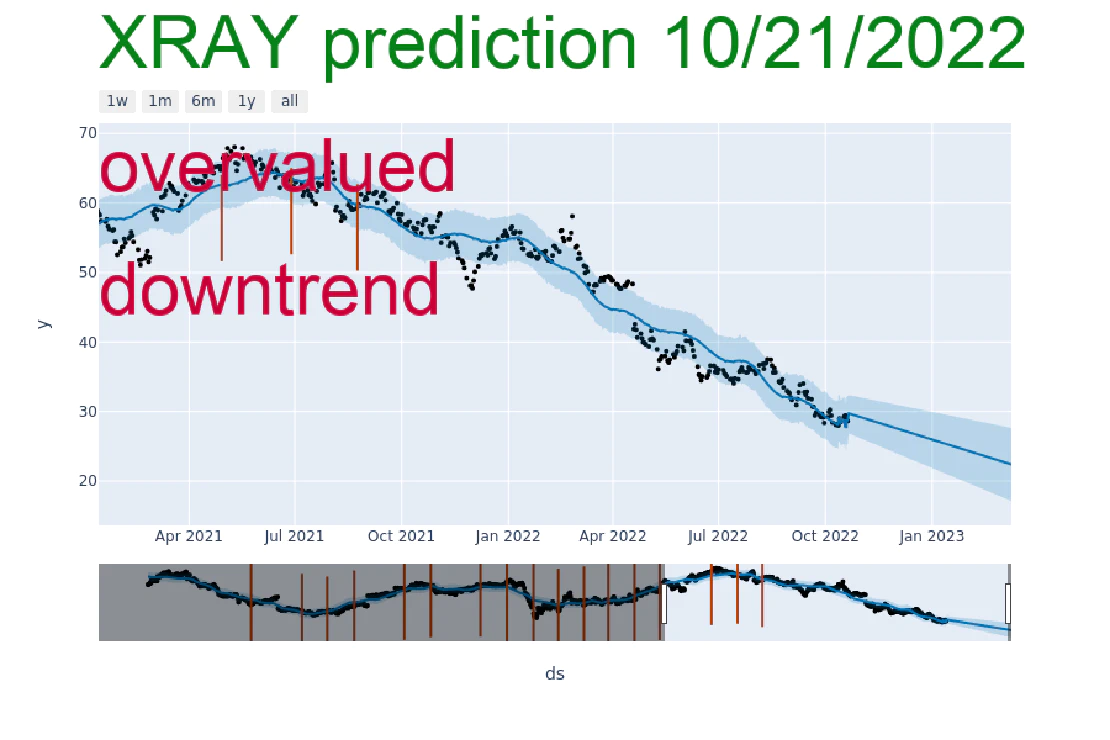 XRAY prediction 10/21/2022
1w 1m 6m 1y all
70
overvalued
60
50
downtrend
y
40
30
20
Apr 2021 Jul 2021 Oct 2021 Jan 2022 Apr 2022 Jul 2022 Oct 2022 Jan 2023
ds